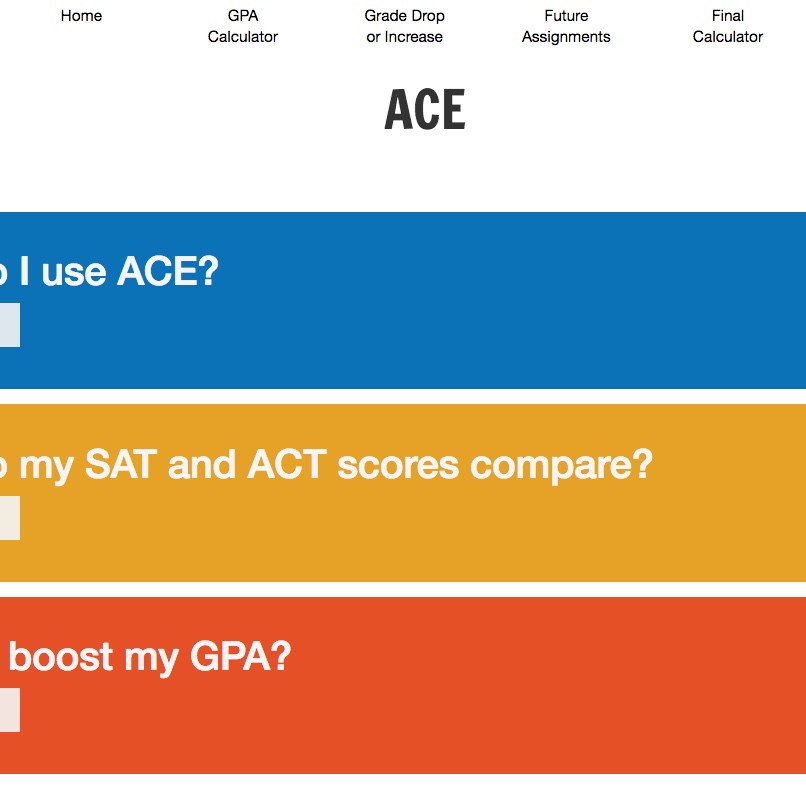 Home
GPA
Calculator
Grade Drop
or Increase
Future
Assignments
Final
Calculator
ACE
I use ACE?
my SAT and ACT scores compare?
boost my GPA?